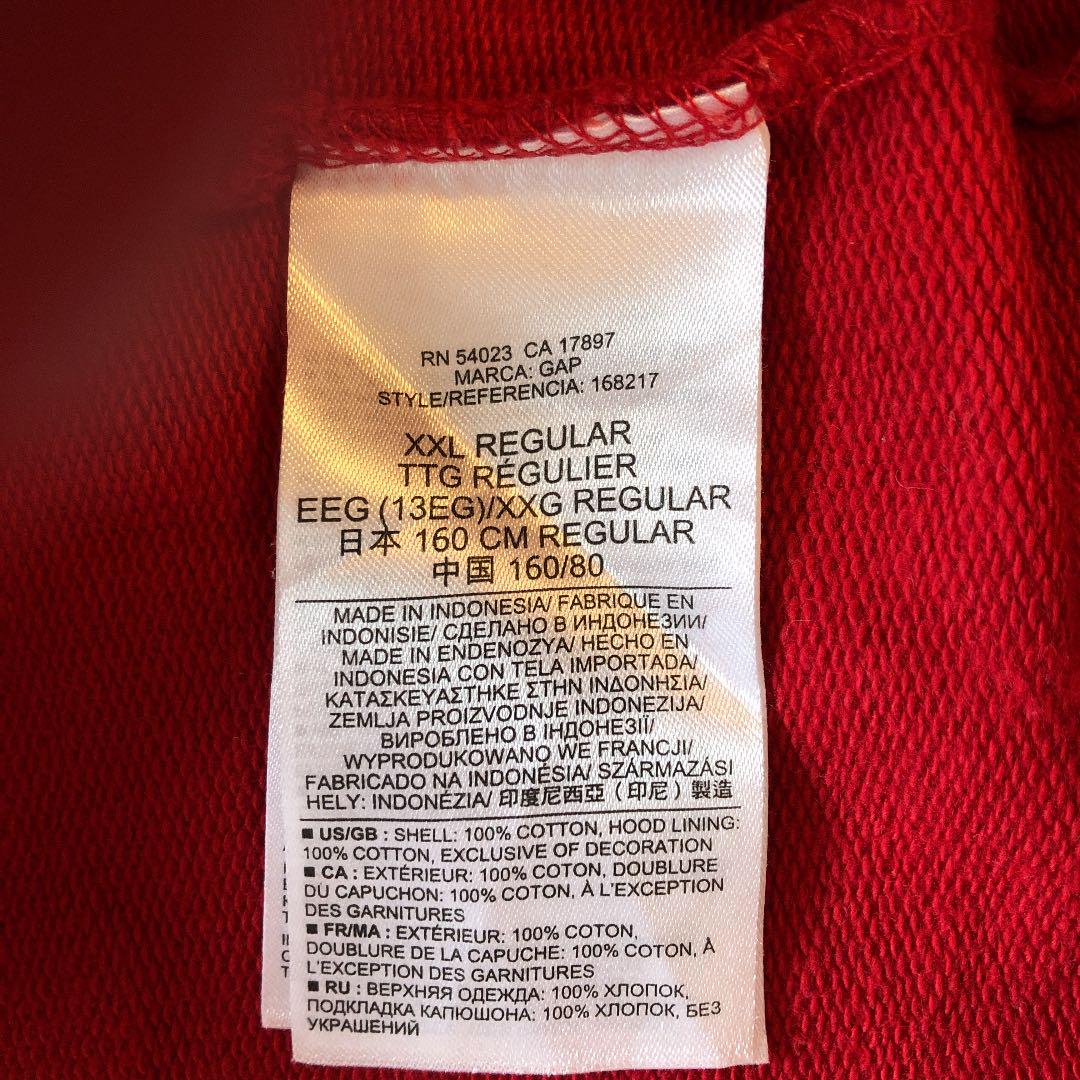 RN 54023 CA 17897
MARCA: GAP
STYLE/REFERENCIA: 168217
XXL REGULAR
TTG RÉGULIER
EEG (13EG)/XXG REGULAR
日本 160 CM REGULAR
中国 160/80
MADE IN INDONESIA/ FABRIQUE EN
INDONISIE/ СДЕЛАНО В ИНДОНЕЗИИ/
MADE IN ENDENOZYA/ HECHO EN
INDONESIA CON TELA IMPORTADA/
ΚΑΤΑΣΚΕΥΑΣΤΗΚΕ ΣΤΗΝ ΙΝΔΟΝΗΣΙΑ/
ZEMLJA PROIZVODNJE INDONEZIJA/
ВИРОБЛЕНО В ІНДОНЕЗІЇ/
WYPRODUKOWANO WE FRANCJI/
FABRICADO NA INDONÉSIA/ SZÁRMAZÁSI
HELY: INDONÉZIA/ 印度尼西亞（印尼）製造
■ US/GB : SHELL: 100% COTTON, HOOD LINING:
100% COTTON, EXCLUSIVE OF DECORATION
■ CA : EXTÉRIEUR: 100% COTON, DOUBLURE
DU CAPUCHON: 100% COTON, À L'EXCEPTION
DES GARNITURES
■ FR/MA : EXTÉRIEUR: 100% COTON,
DOUBLURE DE LA CAPUCHE: 100% COTON, À
L'EXCEPTION DES GARNITURES
■ RU : ВЕРХНЯЯ ОДЕЖДА: 100% ХЛОПОК,
ПОДКЛАДКА КАПЮШОНА: 100% ХЛОПОК, БЕЗ
УКРАШЕНИЙ